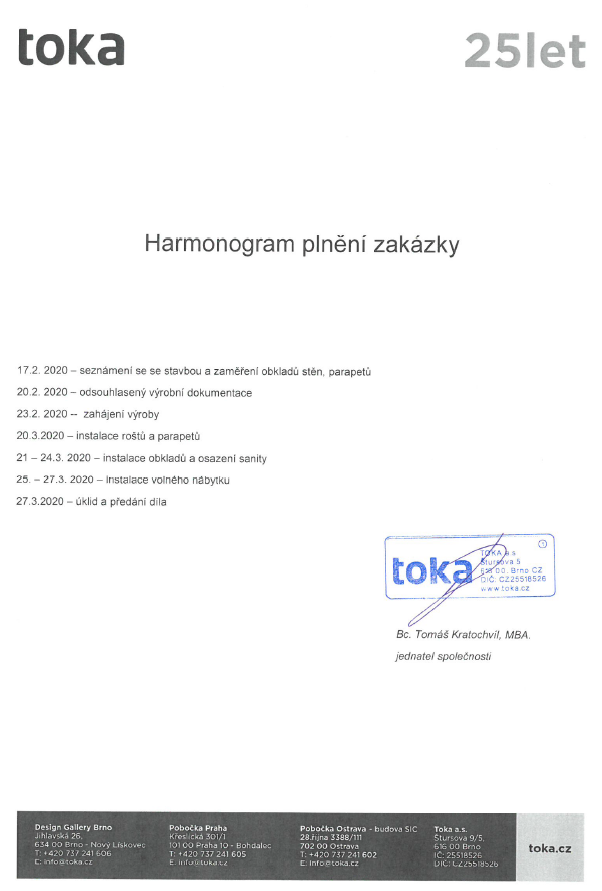 toka
25let
Harmonogram plnění zakázky
17.2. 2020 – seznámení se se stavbou a zaměření obkladů stěn, parapetů
20.2. 2020 – odsouhlasený výrobní dokumentace
23.2. 2020 -- zahájení výroby
20.3.2020 – instalace roštů a parapetů
21 – 24.3. 2020 – instalace obkladů a osazení sanity
25. – 27.3. 2020 – Instalace volného nábytku
27.3.2020 – úklid a předání díla
toka
TOKA a.s
Štursova 5
616 00. Brno CZ
DIČ: CZ25518526
www.toka.cz
Bc. Tomáš Kratochvil, MBA.
jednatel společnosti
Design Gallery Brno
Jihlavská 26,
634 00 Brno - Nový Lískovec
T: +420 737 241 606
E: info@toka.cz
Pobočka Praha
Křeslická 301/1
101 00 Praha 10 - Bohdalec
T: +420 737 241 605
E: info@toka.cz
Pobočka Ostrava - budova SIC
28.října 3388/111
702 00 Ostrava
T: +420 737 241 602
E: info@toka.cz
Toka a.s.
Štursova 9/5,
616 00 Brno
IČ: 25518526
DIČ: CZ25518526
toka.cz